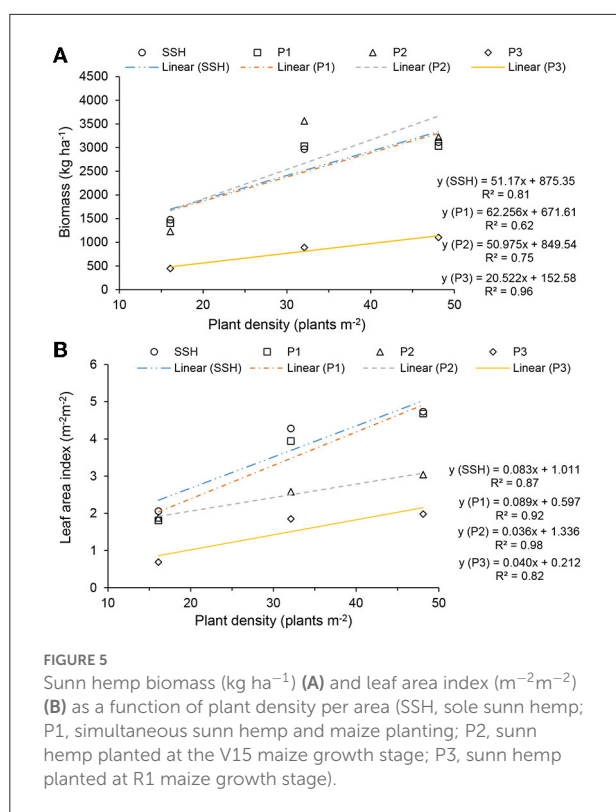 A
SSH P1 P2 P3
Linear (SSH) Linear (P1) Linear (P2) Linear (P3)
4500
4000
3500
3000
2500
2000
1500
1000
500
0
Biomass (kg ha⁻¹)
y (SSH) = 51.17x + 875.35
R² = 0.81
y (P1) = 62.256x + 671.61
R² = 0.62
y (P2) = 50.975x + 849.54
R² = 0.75
y (P3) = 20.522x + 152.58
R² = 0.96
10 20 30 40 50
Plant density (plants m⁻²)
B
SSH P1 P2 P3
Linear (SSH) Linear (P1) Linear (P2) Linear (P3)
6
5
4
3
2
1
0
Leaf area index (m⁻²m⁻²)
y (SSH) = 0.083x + 1.011
R² = 0.87
y (P1) = 0.089x + 0.597
R² = 0.92
y (P2) = 0.036x + 1.336
R² = 0.98
y (P3) = 0.040x + 0.212
R² = 0.82
10 20 30 40 50
Plant density (plants m⁻²)
FIGURE 5
Sunn hemp biomass (kg ha⁻¹) (A) and leaf area index (m⁻²m⁻²)
(B) as a function of plant density per area (SSH, sole sunn hemp;
P1, simultaneous sunn hemp and maize planting; P2, sunn
hemp planted at the V15 maize growth stage; P3, sunn hemp
planted at R1 maize growth stage).